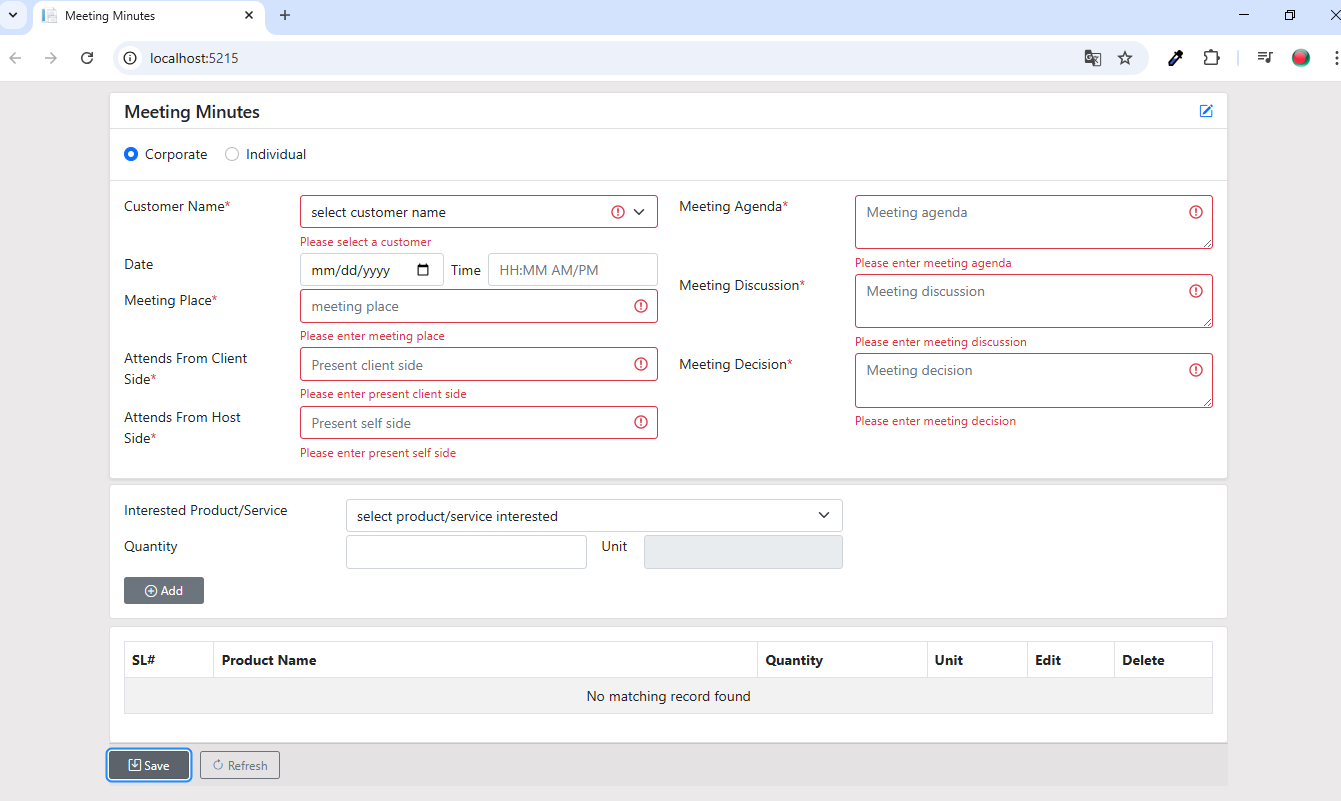 Meeting Minutes
localhost:5215
Meeting Minutes
Corporate Individual
Customer Name*
select customer name
Please select a customer
Date
mm/dd/yyyy
Time
HH:MM AM/PM
Meeting Place*
meeting place
Please enter meeting place
Attends From Client
Side*
Present client side
Please enter present client side
Attends From Host
Side*
Present self side
Please enter present self side
Meeting Agenda*
Meeting agenda
Please enter meeting agenda
Meeting Discussion*
Meeting discussion
Please enter meeting discussion
Meeting Decision*
Meeting decision
Please enter meeting decision
Interested Product/Service
select product/service interested
Quantity
Unit
Add
SL# Product Name Quantity Unit Edit Delete
No matching record found
Save Refresh